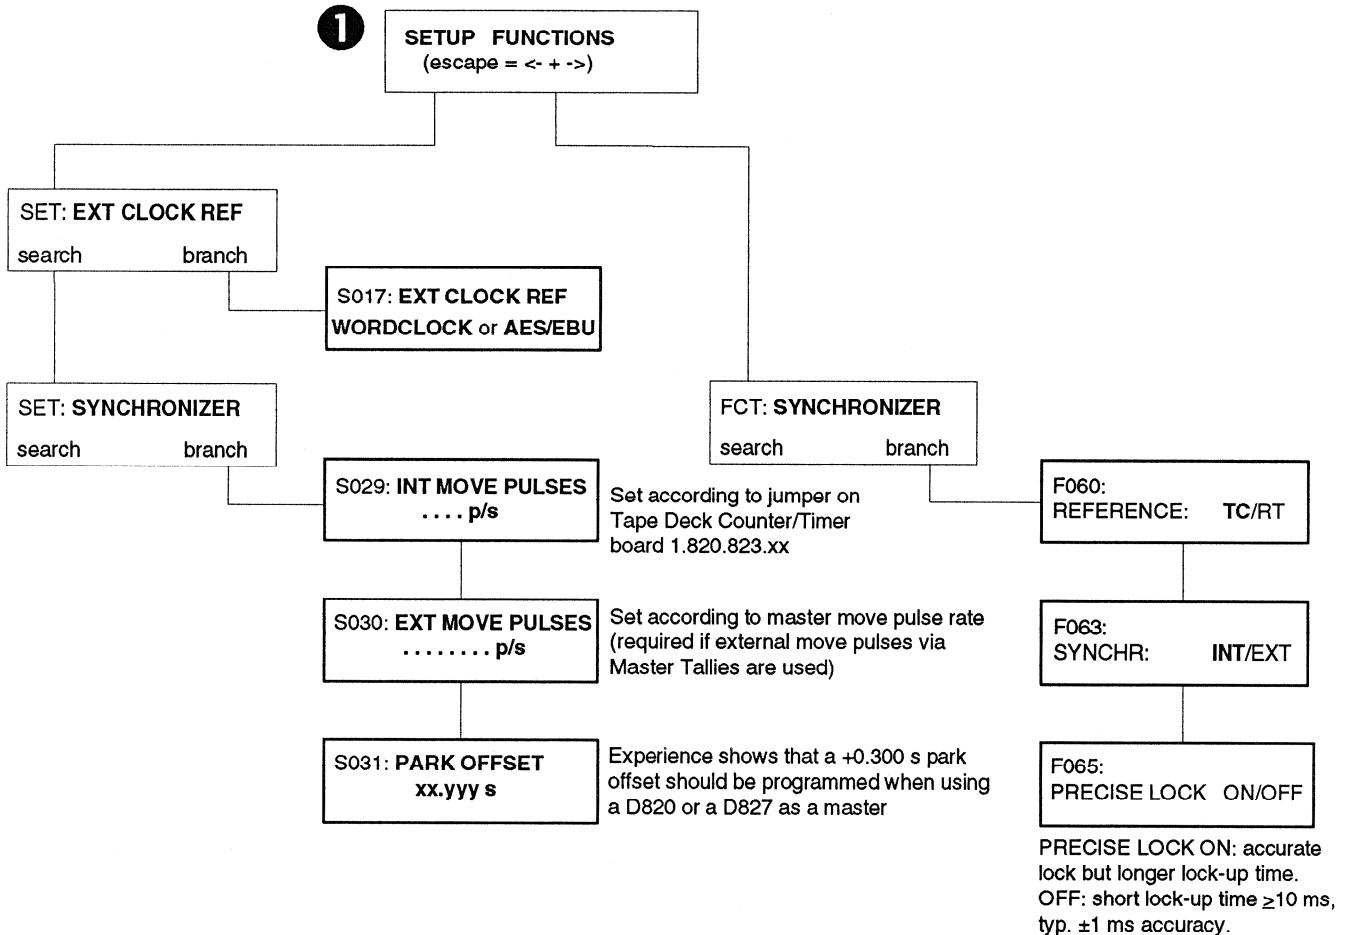 1
SETUP FUNCTIONS
(escape = <- + ->)
SET: EXT CLOCK REF
search branch
S017: EXT CLOCK REF
WORDCLOCK or AES/EBU
SET: SYNCHRONIZER
search branch
S029: INT MOVE PULSES
. . . . p/s
Set according to jumper on
Tape Deck Counter/Timer
board 1.820.823.xx
S030: EXT MOVE PULSES
. . . . . . . . p/s
Set according to master move pulse rate
(required if external move pulses via
Master Tallies are used)
S031: PARK OFFSET
xx.yyy s
Experience shows that a +0.300 s park
offset should be programmed when using
a D820 or a D827 as a master
FCT: SYNCHRONIZER
search branch
F060:
REFERENCE: TC/RT
F063:
SYNCHR: INT/EXT
F065:
PRECISE LOCK ON/OFF
PRECISE LOCK ON: accurate
lock but longer lock-up time.
OFF: short lock-up time ≥10 ms,
typ. ±1 ms accuracy.